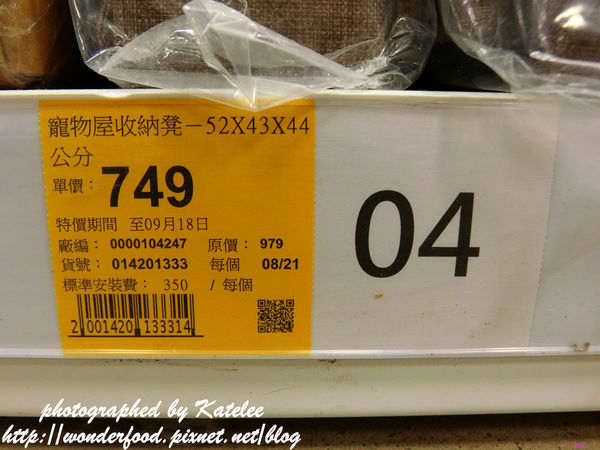 寵物屋收納凳－52X43X44
公分
單價： 749
特價期間 至09月18日
廠編： 0000104247 原價： 979
貨號： 014201333 每個 08/21
標準安裝費： 350 / 每個
2 001420 133314
04
photographed by Katelee
http://wonderfood.pixnet.net/blog